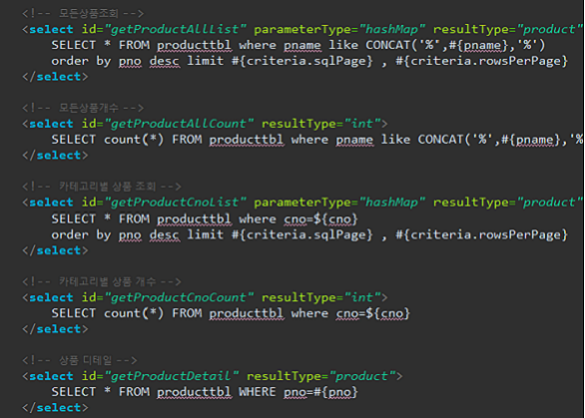 <!-- 모든상품조회 -->
<select id="getProductAllList" parameterType="hashMap" resultType="product"
SELECT * FROM producttbl where pname like CONCAT('%',#{pname},'%')
order by pno desc limit #{criteria.sqlPage} , #{criteria.rowsPerPage}
</select>
<!-- 모든상품개수 -->
<select id="getProductAllCount" resultType="int">
SELECT count(*) FROM producttbl where pname like CONCAT('%',#{pname},'%
</select>
<!-- 카테고리별 상품 조회 -->
<select id="getProductCnoList" parameterType="hashMap" resultType="product"
SELECT * FROM producttbl where cno=${cno}
order by pno desc limit #{criteria.sqlPage} , #{criteria.rowsPerPage}
</select>
<!-- 카테고리별 상품 개수 -->
<select id="getProductCnoCount" resultType="int">
SELECT count(*) FROM producttbl where cno=${cno}
</select>
<!-- 상품 디테일 -->
<select id="getProductDetail" resultType="product">
SELECT * FROM producttbl WHERE pno=#{pno}
</select>